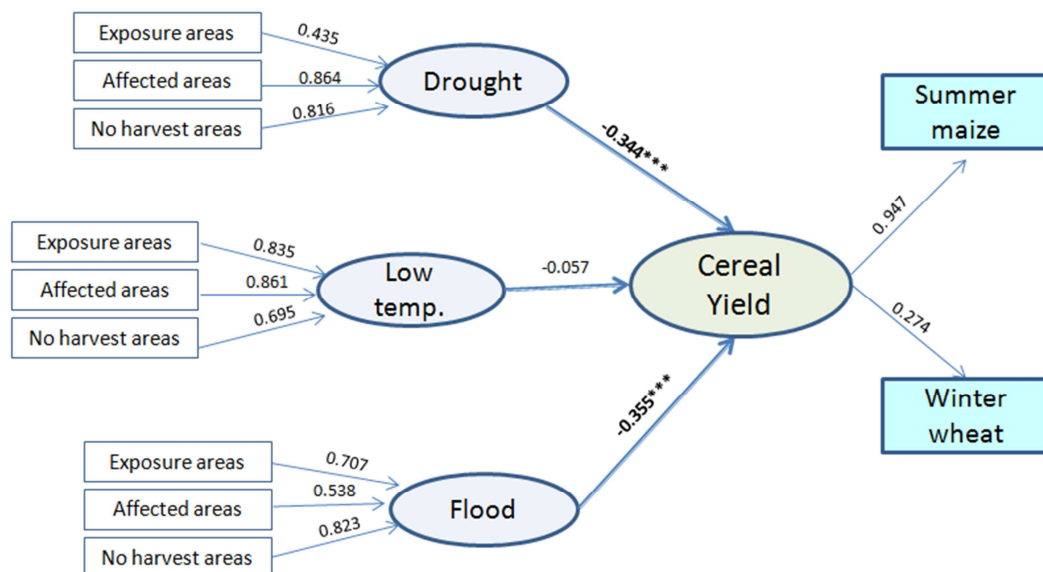 Exposure areas
0.435
Affected areas
0.864
No harvest areas
0.816
Drought
-0.344***
Summer
maize
0.947
Exposure areas
0.835
Affected areas
0.861
No harvest areas
0.695
Low
temp.
-0.057
Cereal
Yield
0.274
Winter
wheat
Exposure areas
0.707
Affected areas
0.538
No harvest areas
0.823
Flood
-0.355***